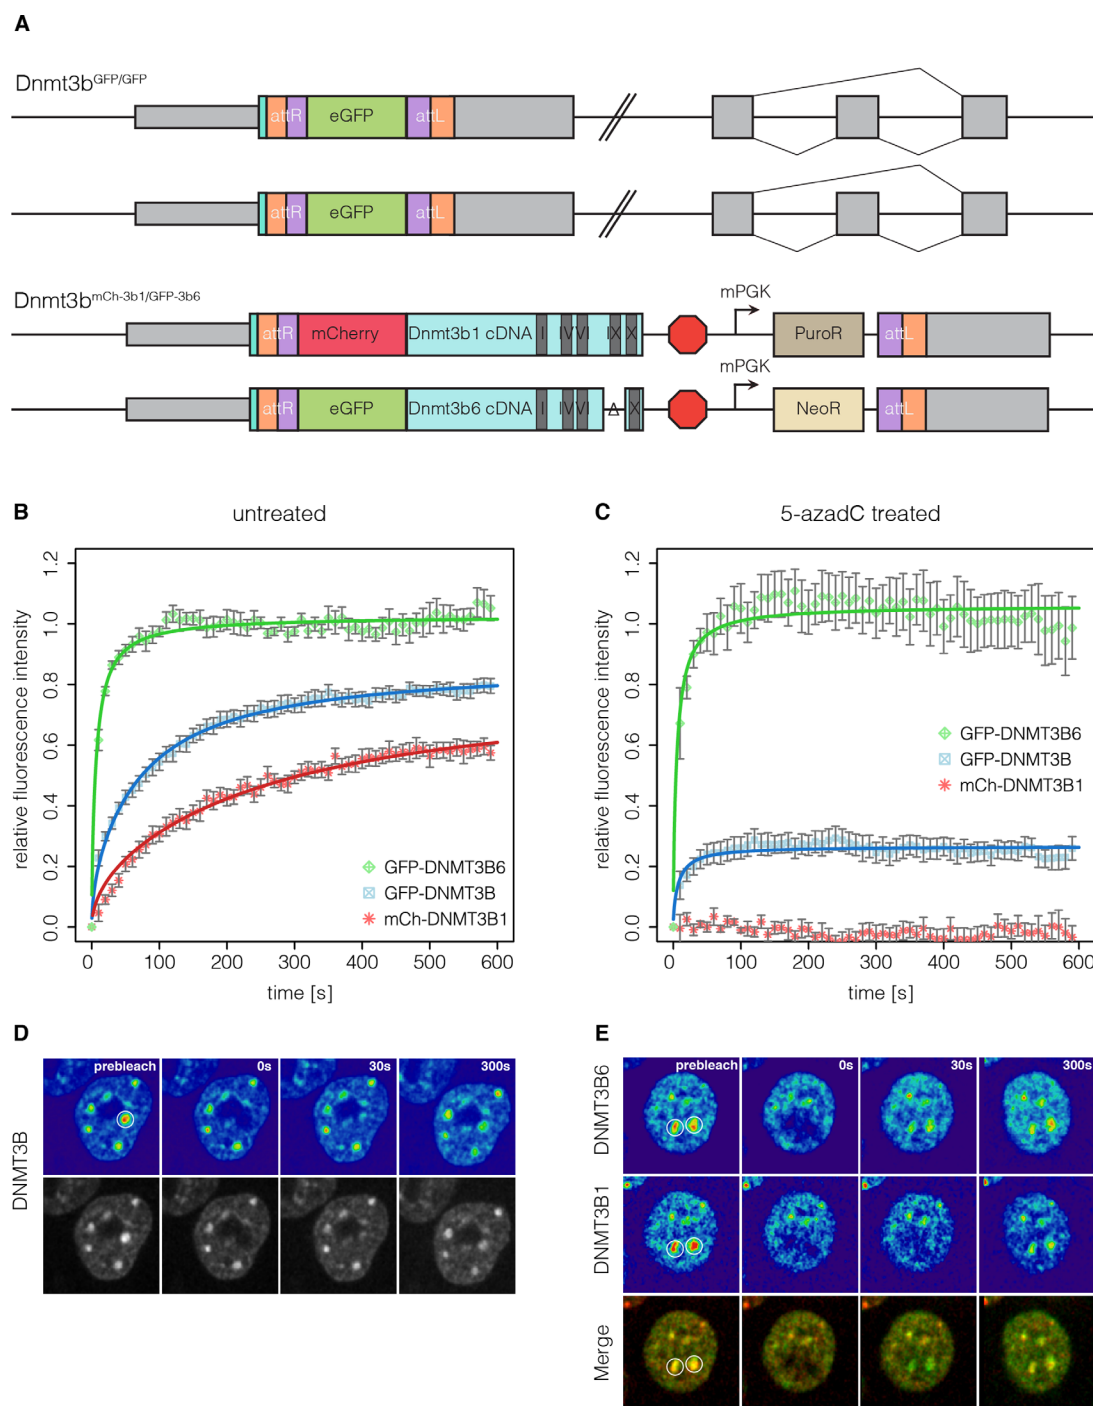 A
Dnmt3bGFP/GFP
attR eGFP attL
attR eGFP attL
Dnmt3bmCh-3b1/GFP-3b6
mPGK
attR mCherry Dnmt3b1 cDNA I IV VI IX X PuroR attL
mPGK
attR eGFP Dnmt3b6 cDNA I IV VI Δ X NeoR attL
B
untreated
relative fluorescence intensity
1.2
1.0
0.8
0.6
0.4
0.2
0.0
GFP-DNMT3B6
GFP-DNMT3B
mCh-DNMT3B1
0 100 200 300 400 500 600
time [s]
C
5-azadC treated
relative fluorescence intensity
1.2
1.0
0.8
0.6
0.4
0.2
0.0
GFP-DNMT3B6
GFP-DNMT3B
mCh-DNMT3B1
0 100 200 300 400 500 600
time [s]
D
prebleach 0s 30s 300s
DNMT3B
E
prebleach 0s 30s 300s
DNMT3B6
DNMT3B1
Merge